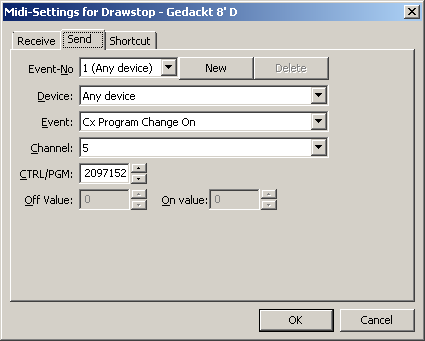 Midi-Settings for Drawstop - Gedackt 8' D
Receive Send Shortcut
Event-No 1 (Any device) New Delete
Device: Any device
Event: Cx Program Change On
Channel: 5
CTRL/PGM: 2097152
Off Value: 0 On value: 0
OK Cancel